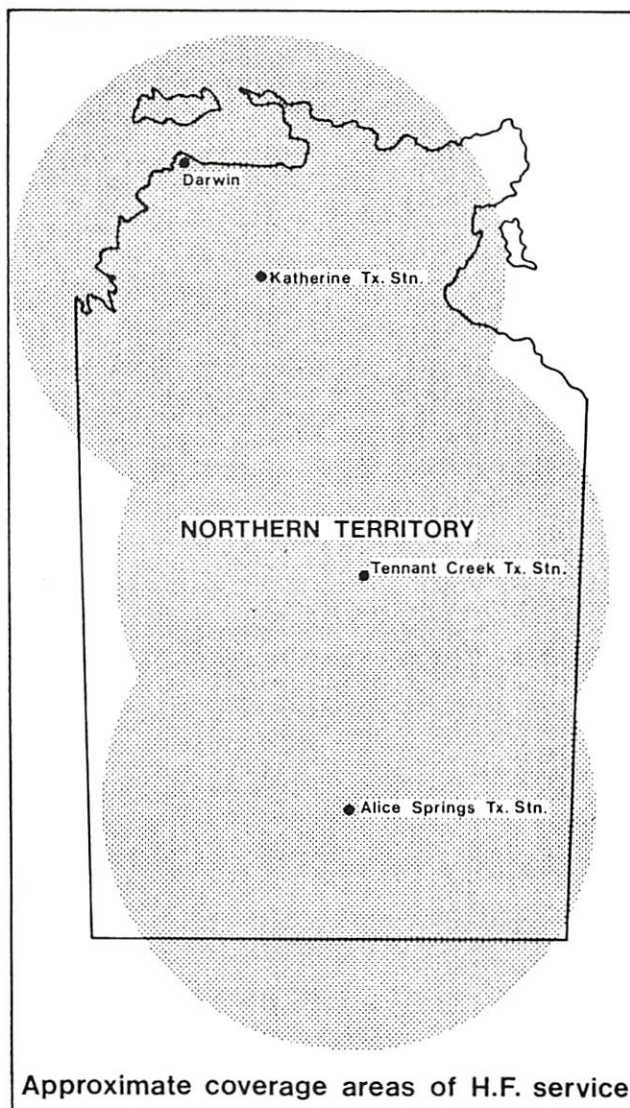 Darwin
Katherine Tx. Stn.
NORTHERN TERRITORY
Tennant Creek Tx. Stn.
Alice Springs Tx. Stn.
Approximate coverage areas of H.F. service